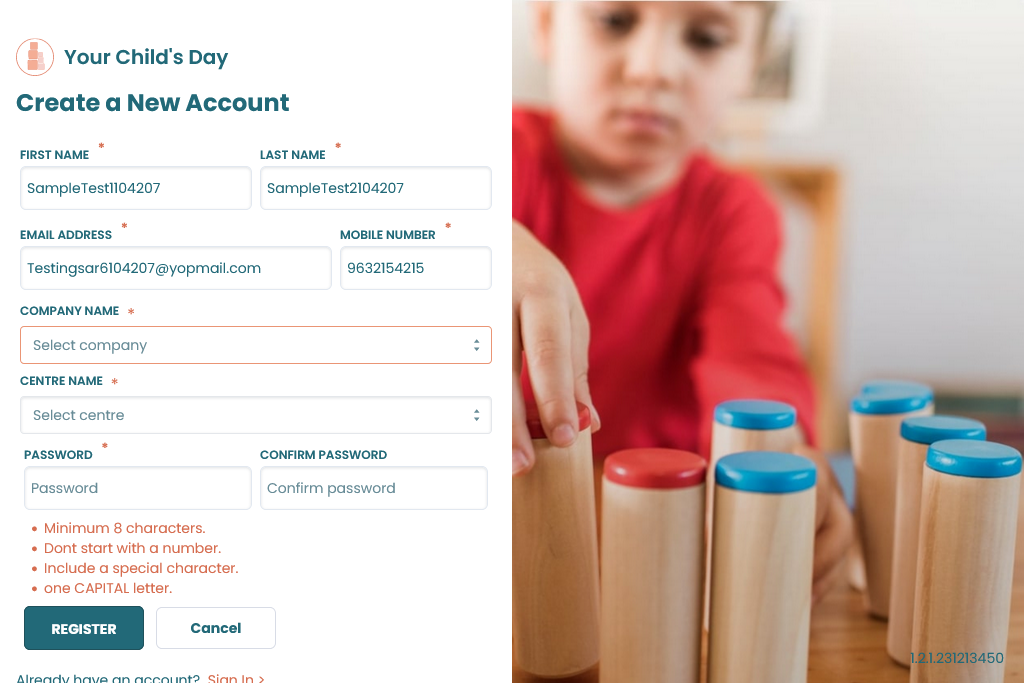 Your Child's Day
Create a New Account
FIRST NAME *
LAST NAME *
SampleTest1104207
SampleTest2104207
EMAIL ADDRESS *
MOBILE NUMBER *
Testingsar6104207@yopmail.com
9632154215
COMPANY NAME *
Select company
CENTRE NAME *
Select centre
PASSWORD *
CONFIRM PASSWORD
Password
Confirm password
• Minimum 8 characters.
• Dont start with a number.
• Include a special character.
• one CAPITAL letter.
REGISTER
Cancel
Already have an account? Sign In >
1.2.1.231213450